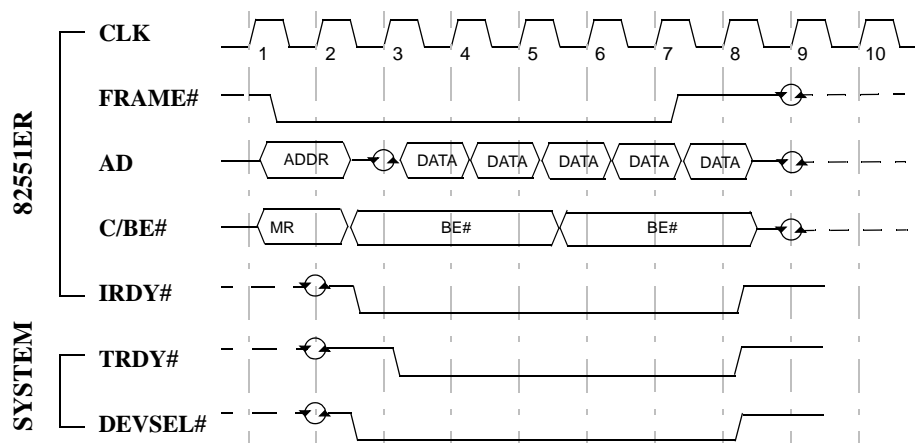 CLK
1 2 3 4 5 6 7 8 9 10
FRAME#
82551ER
AD
ADDR DATA DATA DATA DATA DATA
C/BE#
MR BE# BE#
IRDY#
SYSTEM
TRDY#
DEVSEL#